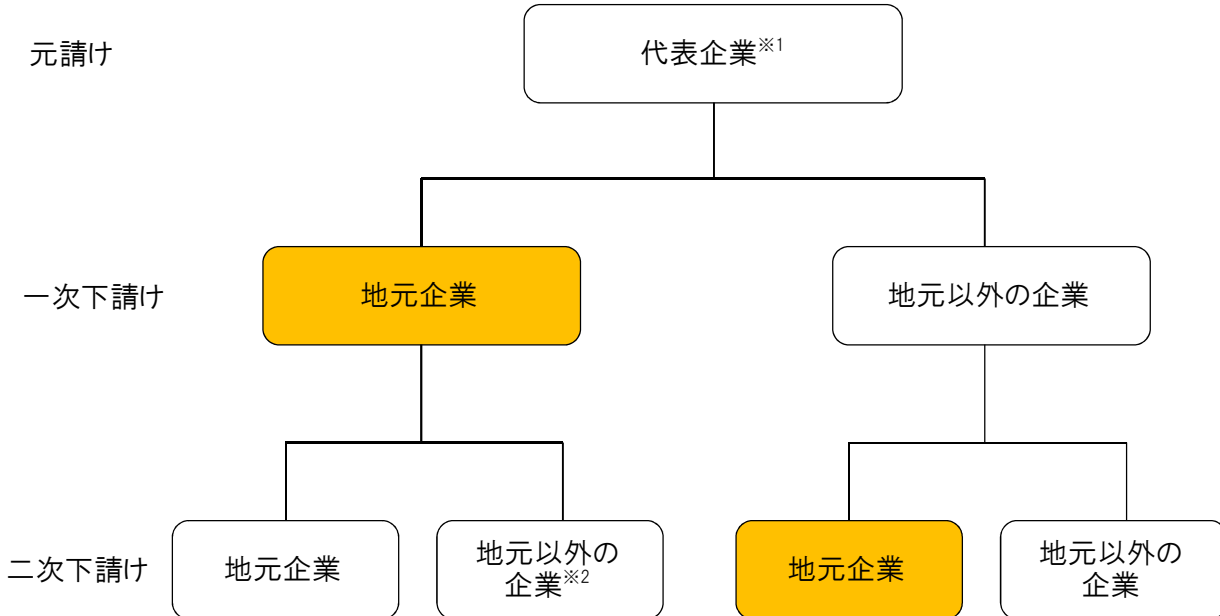 元請け
代表企業※1
一次下請け
地元企業
地元以外の企業
二次下請け
地元企業
地元以外の
企業※2
地元企業
地元以外の
企業